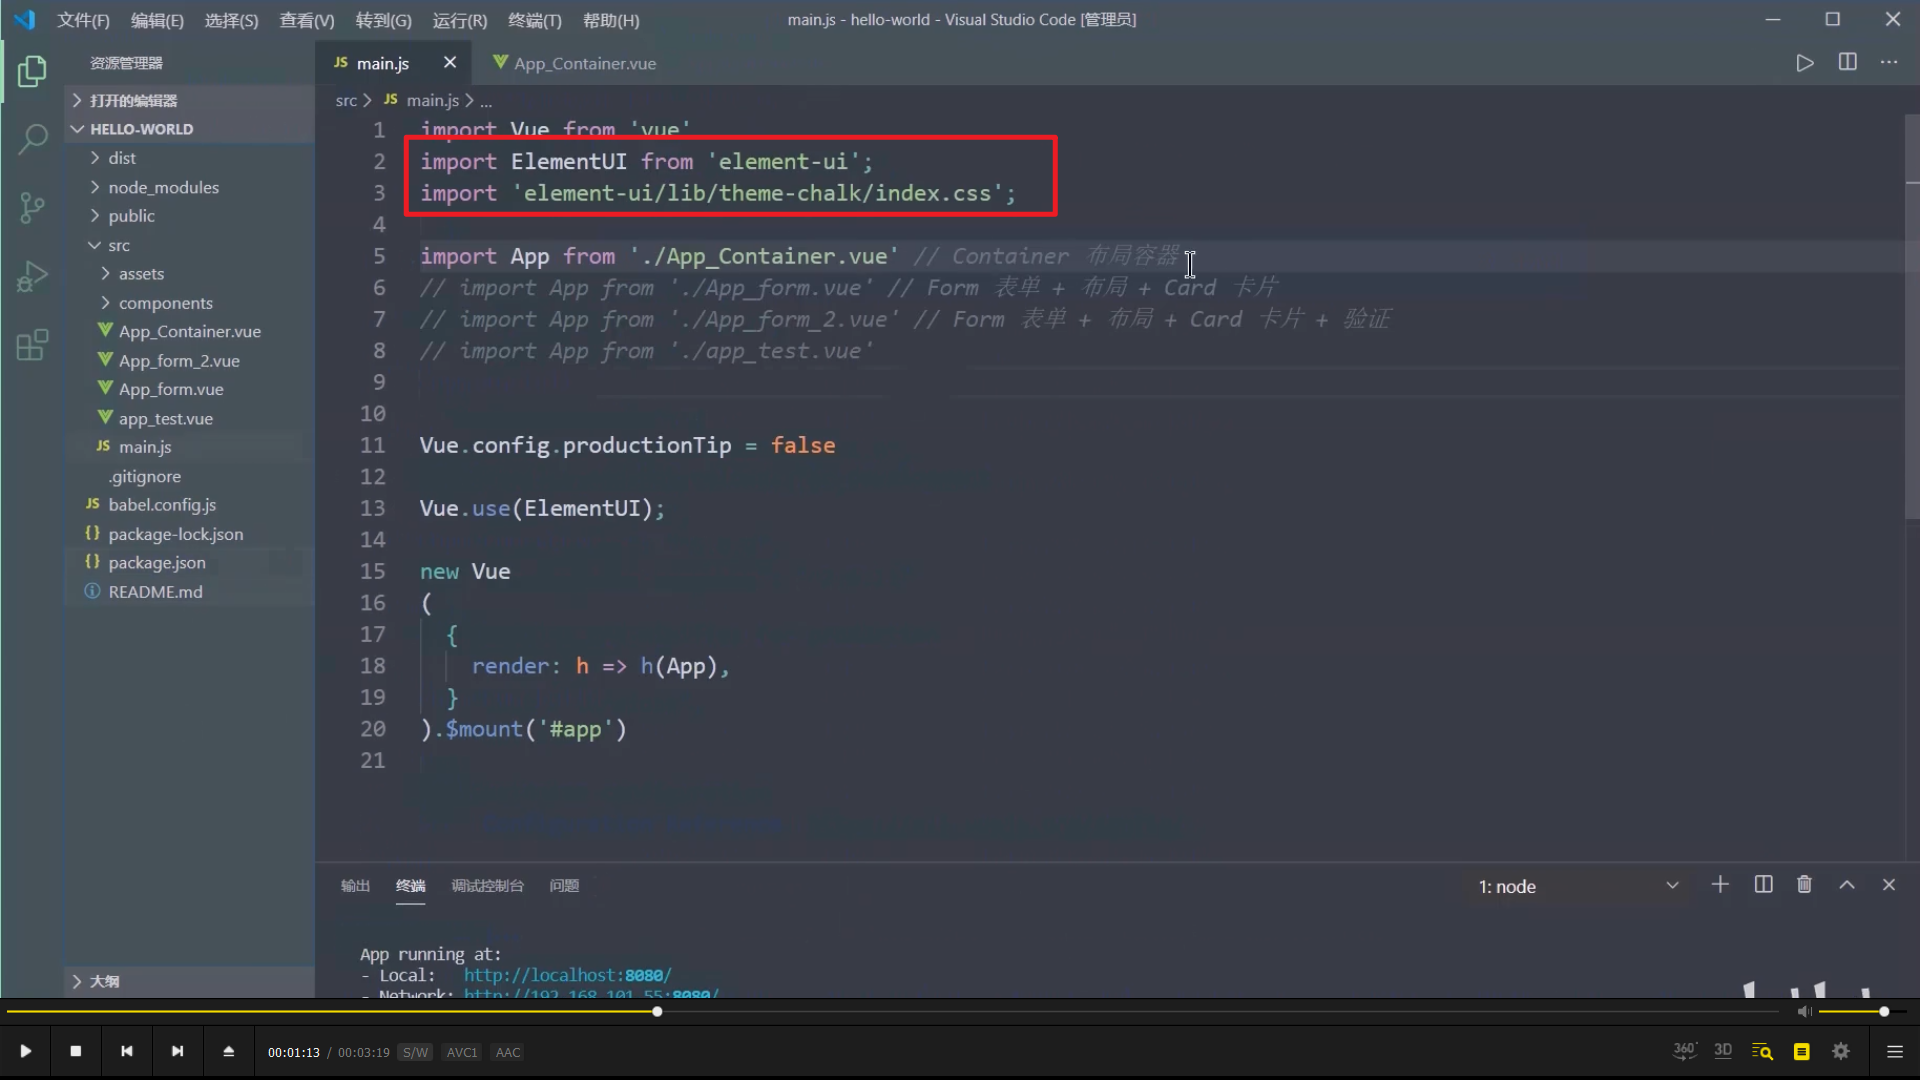 文件(F) 编辑(E) 选择(S) 查看(V) 转到(G) 运行(R) 终端(T) 帮助(H) main.js - hello-world - Visual Studio Code [管理员]
资源管理器
打开的编辑器
HELLO-WORLD
dist
node_modules
public
src
assets
components
App_Container.vue
App_form_2.vue
App_form.vue
app_test.vue
JS main.js
.gitignore
JS babel.config.js
{} package-lock.json
{} package.json
README.md
大纲
JS main.js App_Container.vue
src > JS main.js > ...
1 import Vue from 'vue'
2 import ElementUI from 'element-ui';
3 import 'element-ui/lib/theme-chalk/index.css';
4
5 import App from './App_Container.vue' // Container 布局容器
6 // import App from './App_form.vue' // Form 表单 + 布局 + Card 卡片
7 // import App from './App_form_2.vue' // Form 表单 + 布局 + Card 卡片 + 验证
8 // import App from './app_test.vue'
9
10
11 Vue.config.productionTip = false
12
13 Vue.use(ElementUI);
14
15 new Vue
16 (
17 {
18 render: h => h(App),
19 }
20 ).$mount('#app')
21
输出 终端 调试控制台 问题 1: node
App running at:
- Local: http://localhost:8080/
- Network: http://192.168.101.55:8080/
00:01:13 / 00:03:19 S/W AVC1 AAC 360° 3D